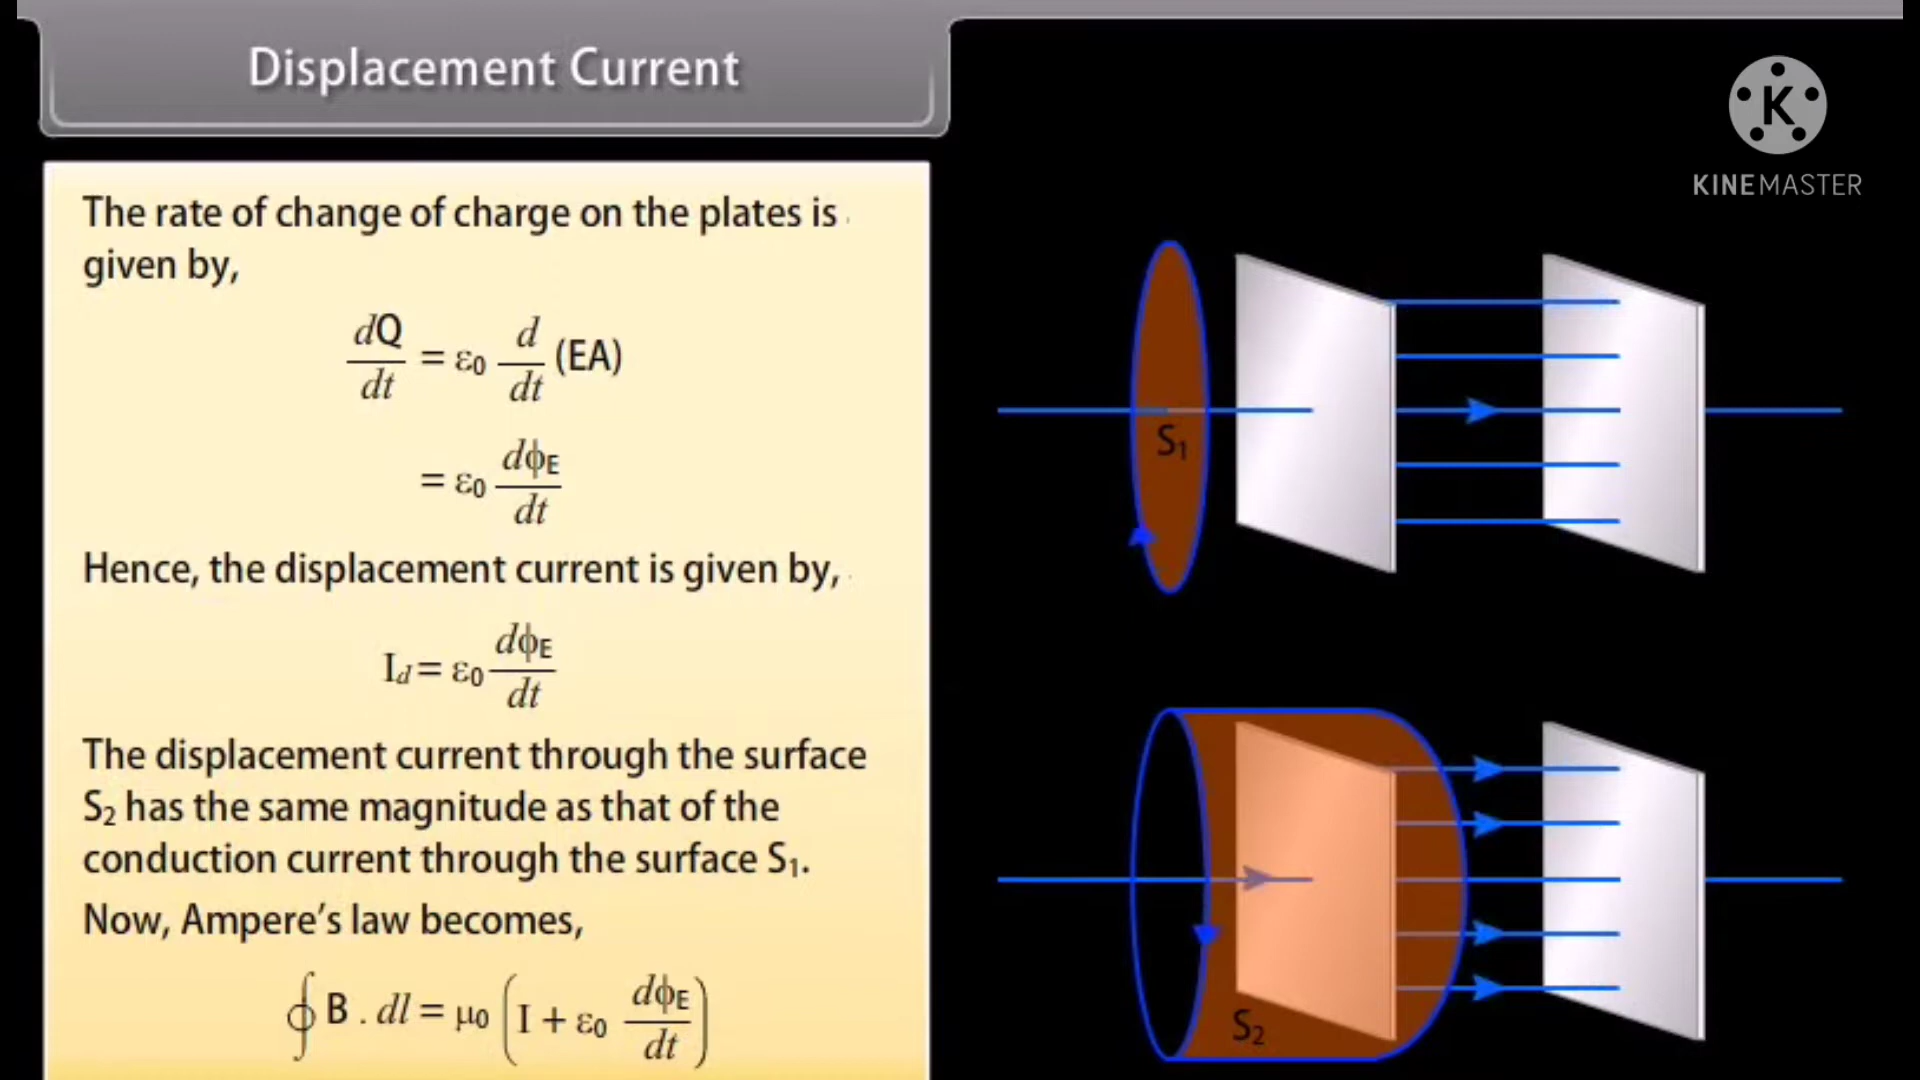 Displacement Current
K
KINEMASTER
The rate of change of charge on the plates is
given by,
dQ/dt = ε₀ d/dt (EA)
= ε₀ dϕE/dt
Hence, the displacement current is given by,
I_d = ε₀ dϕE/dt
The displacement current through the surface
S₂ has the same magnitude as that of the
conduction current through the surface S₁.
Now, Ampere’s law becomes,
∮ B . dl = μ₀ (I + ε₀ dϕE/dt)
S₁
S₂